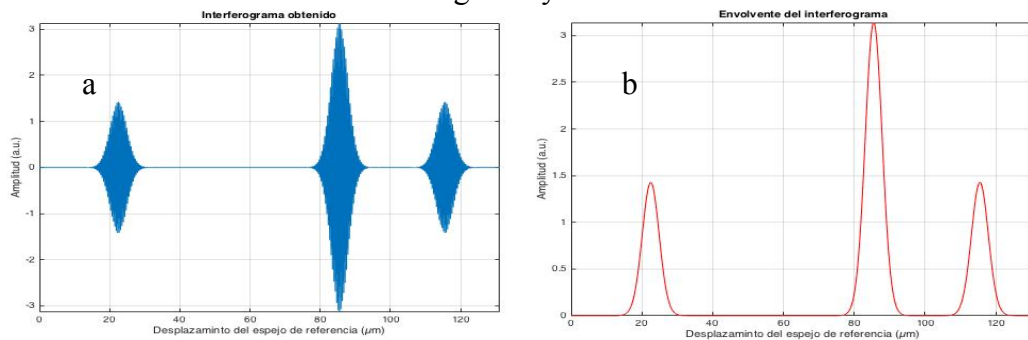 Interferograma obtenido
a
3
2
1
0
-1
-2
-3
Amplitud (a.u.)
0 20 40 60 80 100 120
Desplazaminto del espejo de referencia (µm)
Envolvente del interferograma
b
3
2.5
2
1.5
1
0.5
0
Amplitud (a.u.)
0 20 40 60 80 100 120
Desplazaminto del espejo de referencia (µm)